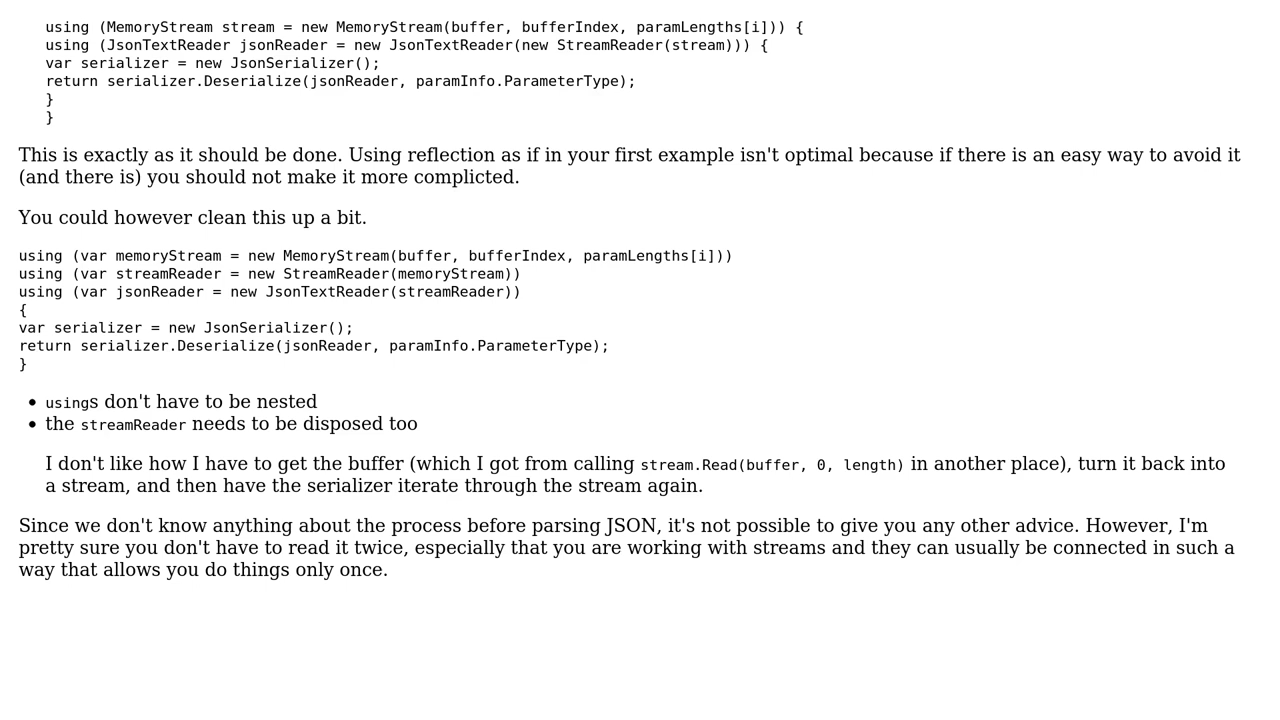 using (MemoryStream stream = new MemoryStream(buffer, bufferIndex, paramLengths[i])) {
using (JsonTextReader jsonReader = new JsonTextReader(new StreamReader(stream))) {
var serializer = new JsonSerializer();
return serializer.Deserialize(jsonReader, paramInfo.ParameterType);
}
}
This is exactly as it should be done. Using reflection as if in your first example isn't optimal because if there is an easy way to avoid it
(and there is) you should not make it more complicted.
You could however clean this up a bit.
using (var memoryStream = new MemoryStream(buffer, bufferIndex, paramLengths[i]))
using (var streamReader = new StreamReader(memoryStream))
using (var jsonReader = new JsonTextReader(streamReader))
{
var serializer = new JsonSerializer();
return serializer.Deserialize(jsonReader, paramInfo.ParameterType);
}
• usings don't have to be nested
• the streamReader needs to be disposed too
I don't like how I have to get the buffer (which I got from calling stream.Read(buffer, 0, length) in another place), turn it back into
a stream, and then have the serializer iterate through the stream again.
Since we don't know anything about the process before parsing JSON, it's not possible to give you any other advice. However, I'm
pretty sure you don't have to read it twice, especially that you are working with streams and they can usually be connected in such a
way that allows you do things only once.